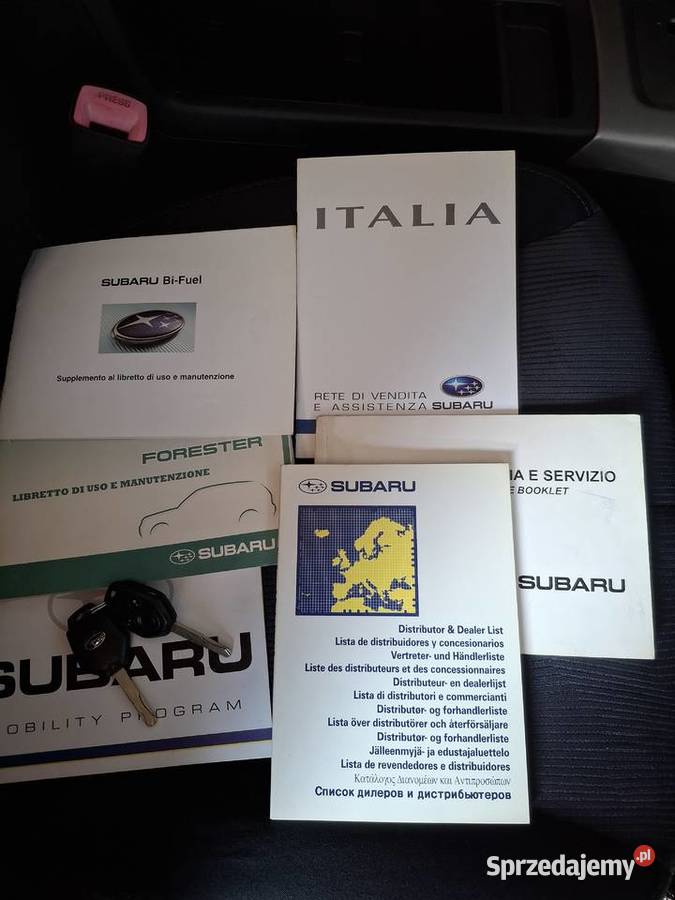 PRESS
ITALIA
RETE DI VENDITA
E ASSISTENZA SUBARU
SUBARU Bi-Fuel
Supplemento al libretto di uso e manutenzione
FORESTER
LIBRETTO DI USO E MANUTENZIONE
SUBARU
E SERVIZIO
BOOKLET
SUBARU
SUBARU
MOBILITY PROGRAM
SUBARU
Distributor & Dealer List
Lista de distribuidores y concesionarios
Vertreter- und Händlerliste
Liste des distributeurs et des concessionnaires
Distributeur- en dealerlijst
Lista di distributori e commercianti
Distributør- og forhandlerliste
Lista över distributörer och återförsäljare
Distributor- og forhandlerliste
Jälleenmyjä- ja edustajaluettelo
Lista de revendedores e distribuidores
Κατάλογος Διανομέων και Αντιπροσώπων
Список дилеров и дистрибьютеров
Sprzedajemy.pl